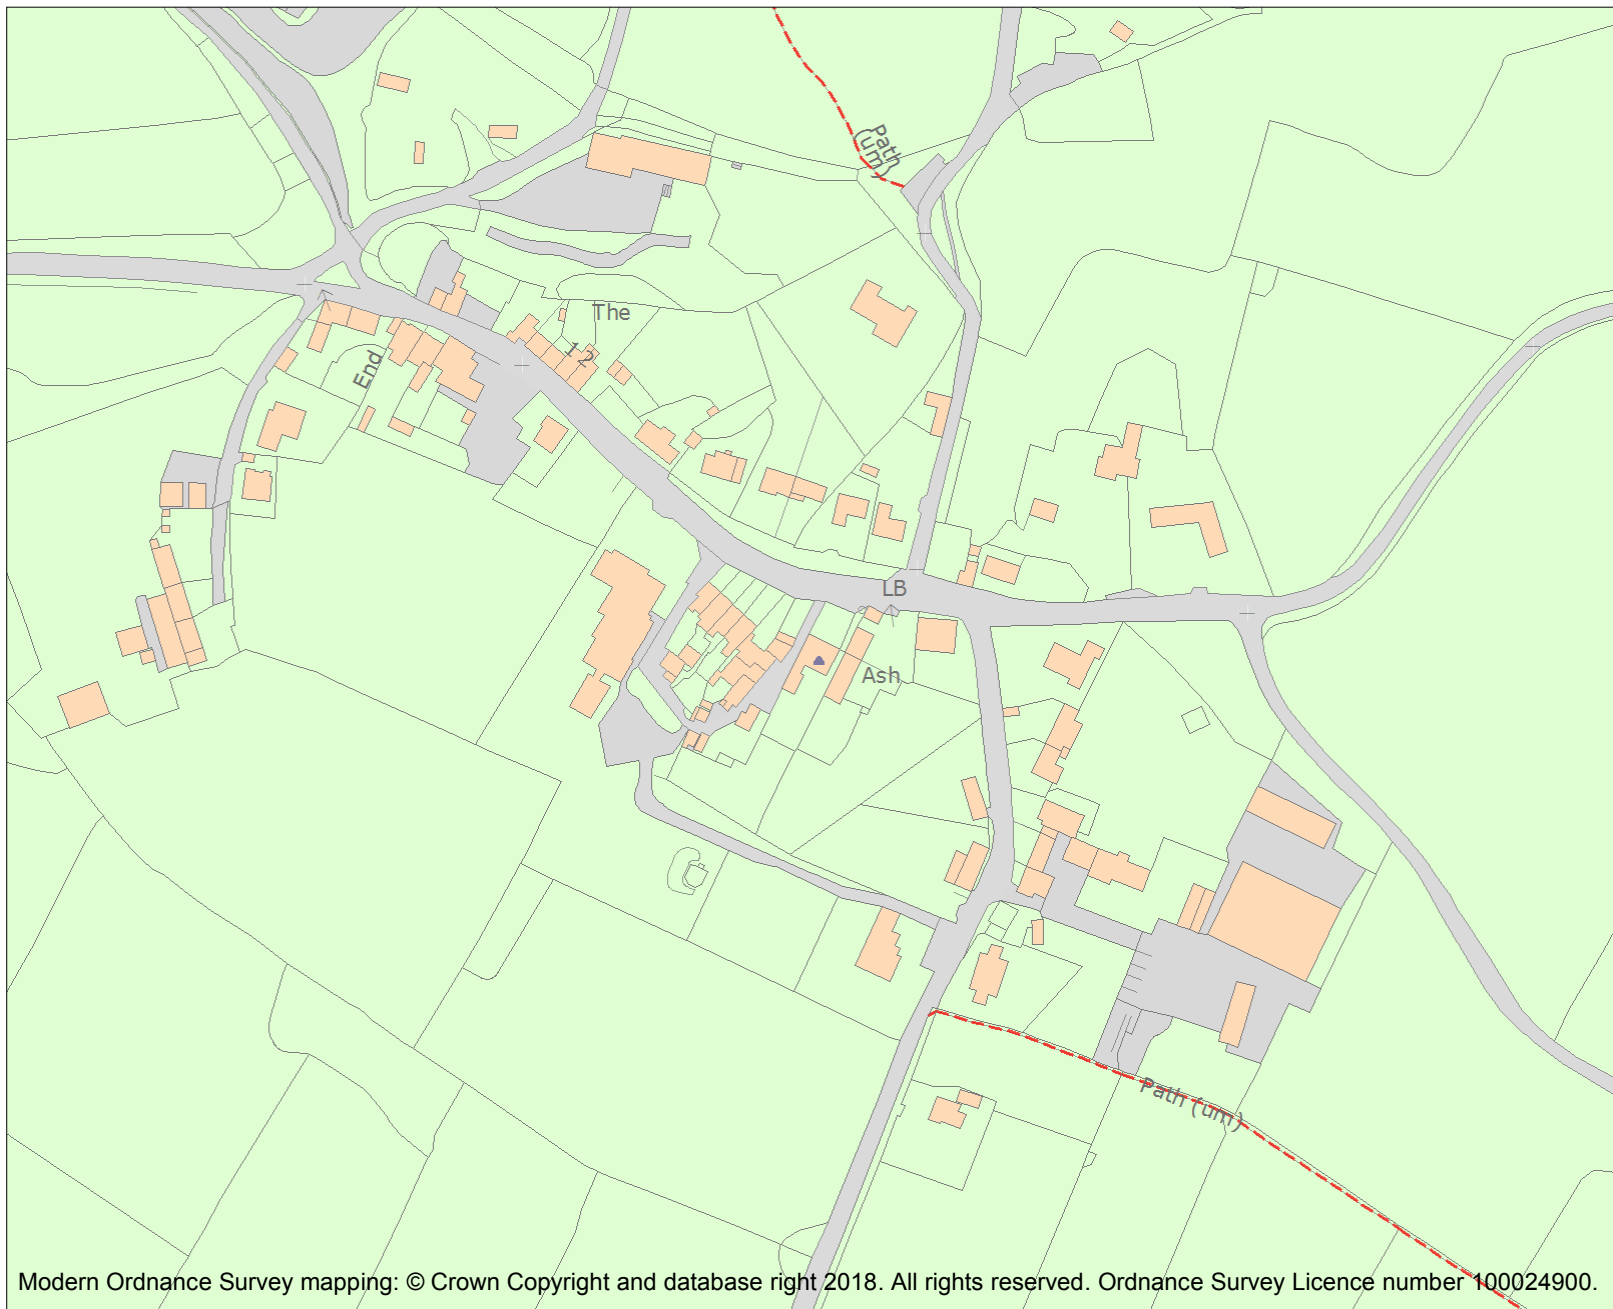 Path
(um)
The
12
End
LB
Ash
Path (um)
Modern Ordnance Survey mapping: © Crown Copyright and database right 2018. All rights reserved. Ordnance Survey Licence number 100024900.